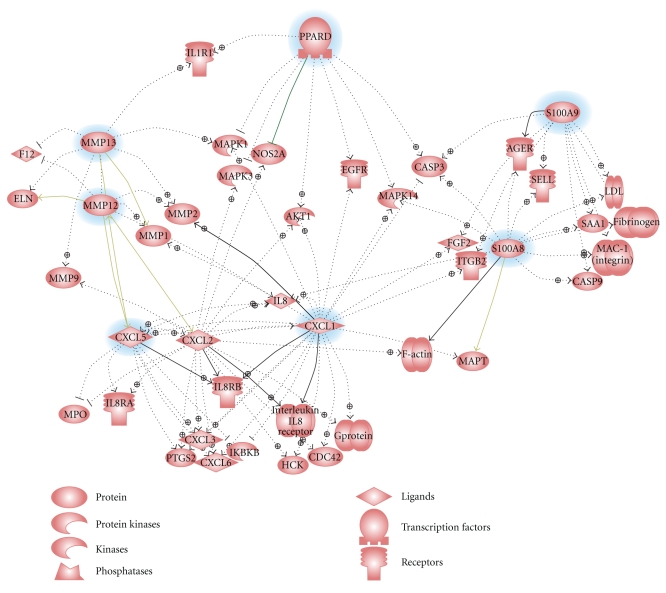 PPARD
IL1R1
S100A9
MMP13
F12
MAPK1
NOS2A
AGER
CASP3
EGFR
MAPK3
SELL
LDL
ELN
MMP12
MAPK14
MMP2
AKT1
SAA1
Fibrinogen
MMP1
FGF2
S100A8
MAC-1
(integrin)
ITGB2
MMP9
CASP9
IL8
CXCL1
CXCL5
CXCL2
F-actin
MAPT
IL8RB
IL8RA
MPO
Interleukin
IL8
receptor
Gprotein
CXCL3
IKBKB
PTGS2
CXCL6
HCK
CDC42
Protein
Protein kinases
Kinases
Phosphatases
Ligands
Transcription factors
Receptors